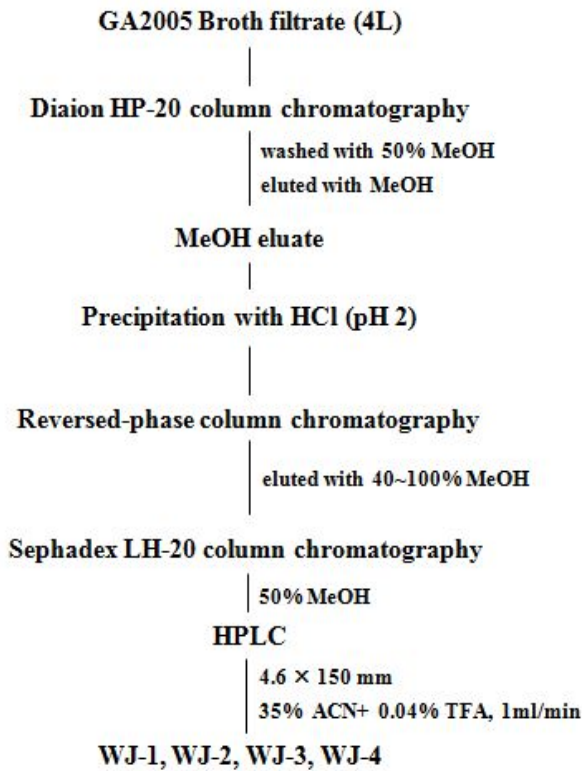 GA2005 Broth filtrate (4L)
Diaion HP-20 column chromatography
washed with 50% MeOH
eluted with MeOH
MeOH eluate
Precipitation with HCl (pH 2)
Reversed-phase column chromatography
eluted with 40~100% MeOH
Sephadex LH-20 column chromatography
50% MeOH
HPLC
4.6 × 150 mm
35% ACN+ 0.04% TFA, 1ml/min
WJ-1, WJ-2, WJ-3, WJ-4